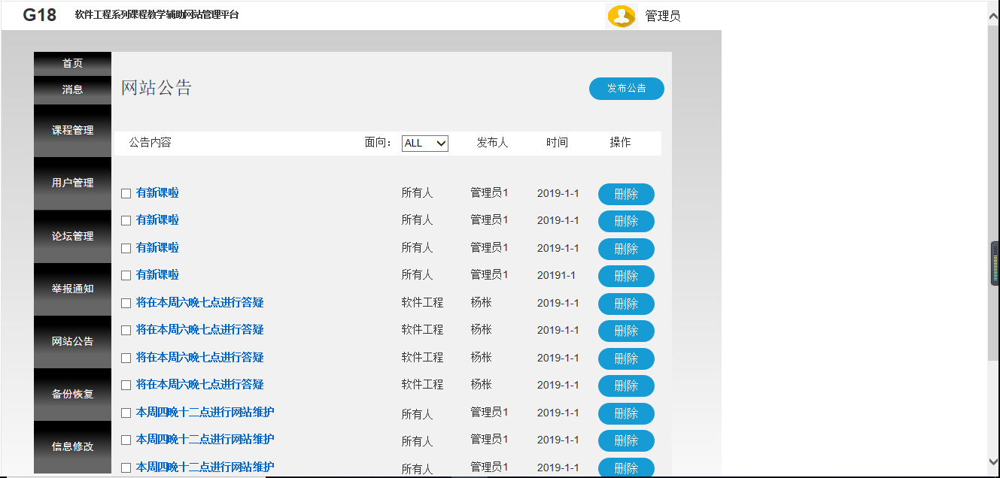 G18 软件工程系列课程教学辅助网站管理平台 管理员
首页
消息
课程管理
用户管理
论坛管理
举报通知
网站公告
备份恢复
信息修改
网站公告 发布公告
公告内容 面向: ALL 发布人 时间 操作
有新课啦 所有人 管理员1 2019-1-1 删除
有新课啦 所有人 管理员1 2019-1-1 删除
有新课啦 所有人 管理员1 2019-1-1 删除
有新课啦 所有人 管理员1 20191-1 删除
将在本周六晚七点进行答疑 软件工程 杨枨 2019-1-1 删除
将在本周六晚七点进行答疑 软件工程 杨枨 2019-1-1 删除
将在本周六晚七点进行答疑 软件工程 杨枨 2019-1-1 删除
将在本周六晚七点进行答疑 软件工程 杨枨 2019-1-1 删除
本周四晚十二点进行网站维护 所有人 管理员1 2019-1-1 删除
本周四晚十二点进行网站维护 所有人 管理员1 2019-1-1 删除
本周四晚十二点进行网站维护 所有人 管理员1 2019-1-1 删除